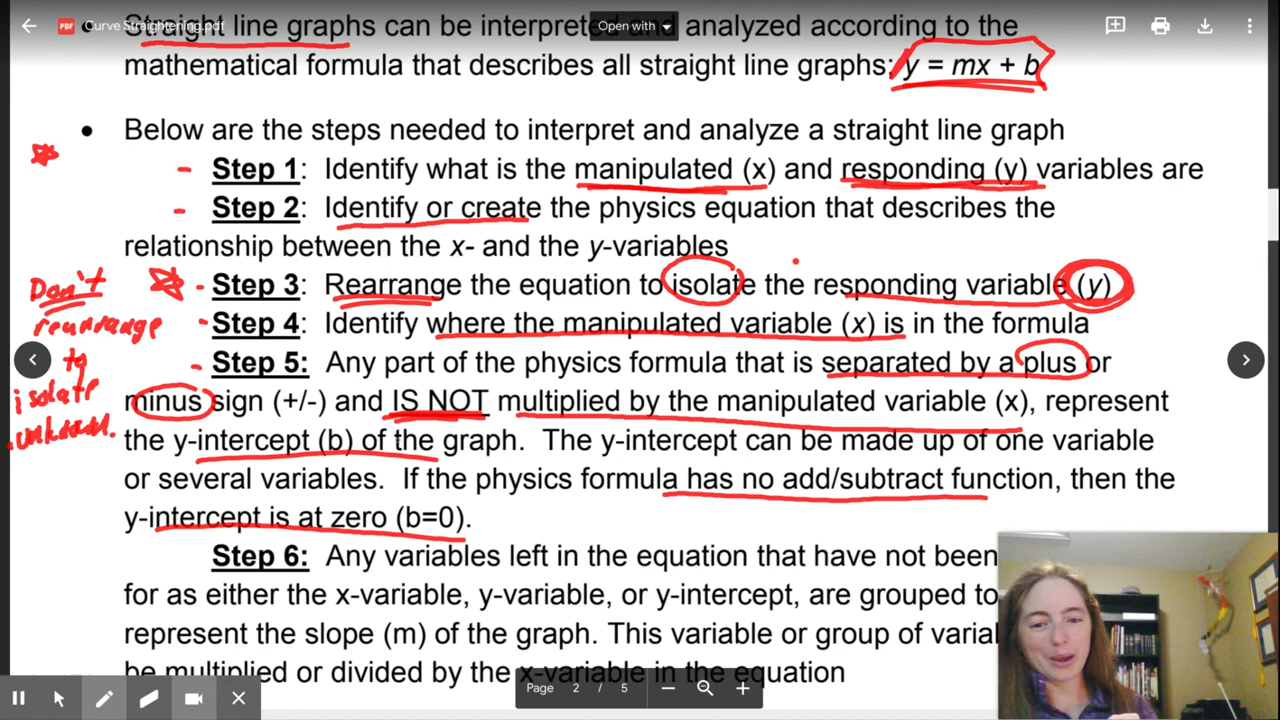 Curve Straightening.pdf
Open with
Straight line graphs can be interpreted and analyzed according to the
mathematical formula that describes all straight line graphs; y = mx + b
• Below are the steps needed to interpret and analyze a straight line graph
Step 1: Identify what is the manipulated (x) and responding (y) variables are
Step 2: Identify or create the physics equation that describes the
relationship between the x- and the y-variables
Step 3: Rearrange the equation to isolate the responding variable (y)
Step 4: Identify where the manipulated variable (x) is in the formula
Step 5: Any part of the physics formula that is separated by a plus or
minus sign (+/-) and IS NOT multiplied by the manipulated variable (x), represent
the y-intercept (b) of the graph. The y-intercept can be made up of one variable
or several variables. If the physics formula has no add/subtract function, then the
y-intercept is at zero (b=0).
Step 6: Any variables left in the equation that have not been
for as either the x-variable, y-variable, or y-intercept, are grouped to
represent the slope (m) of the graph. This variable or group of varia
be multiplied or divided by the x-variable in the equation
Don't
rearrange
to
isolate
unknown.
Page 2 / 5